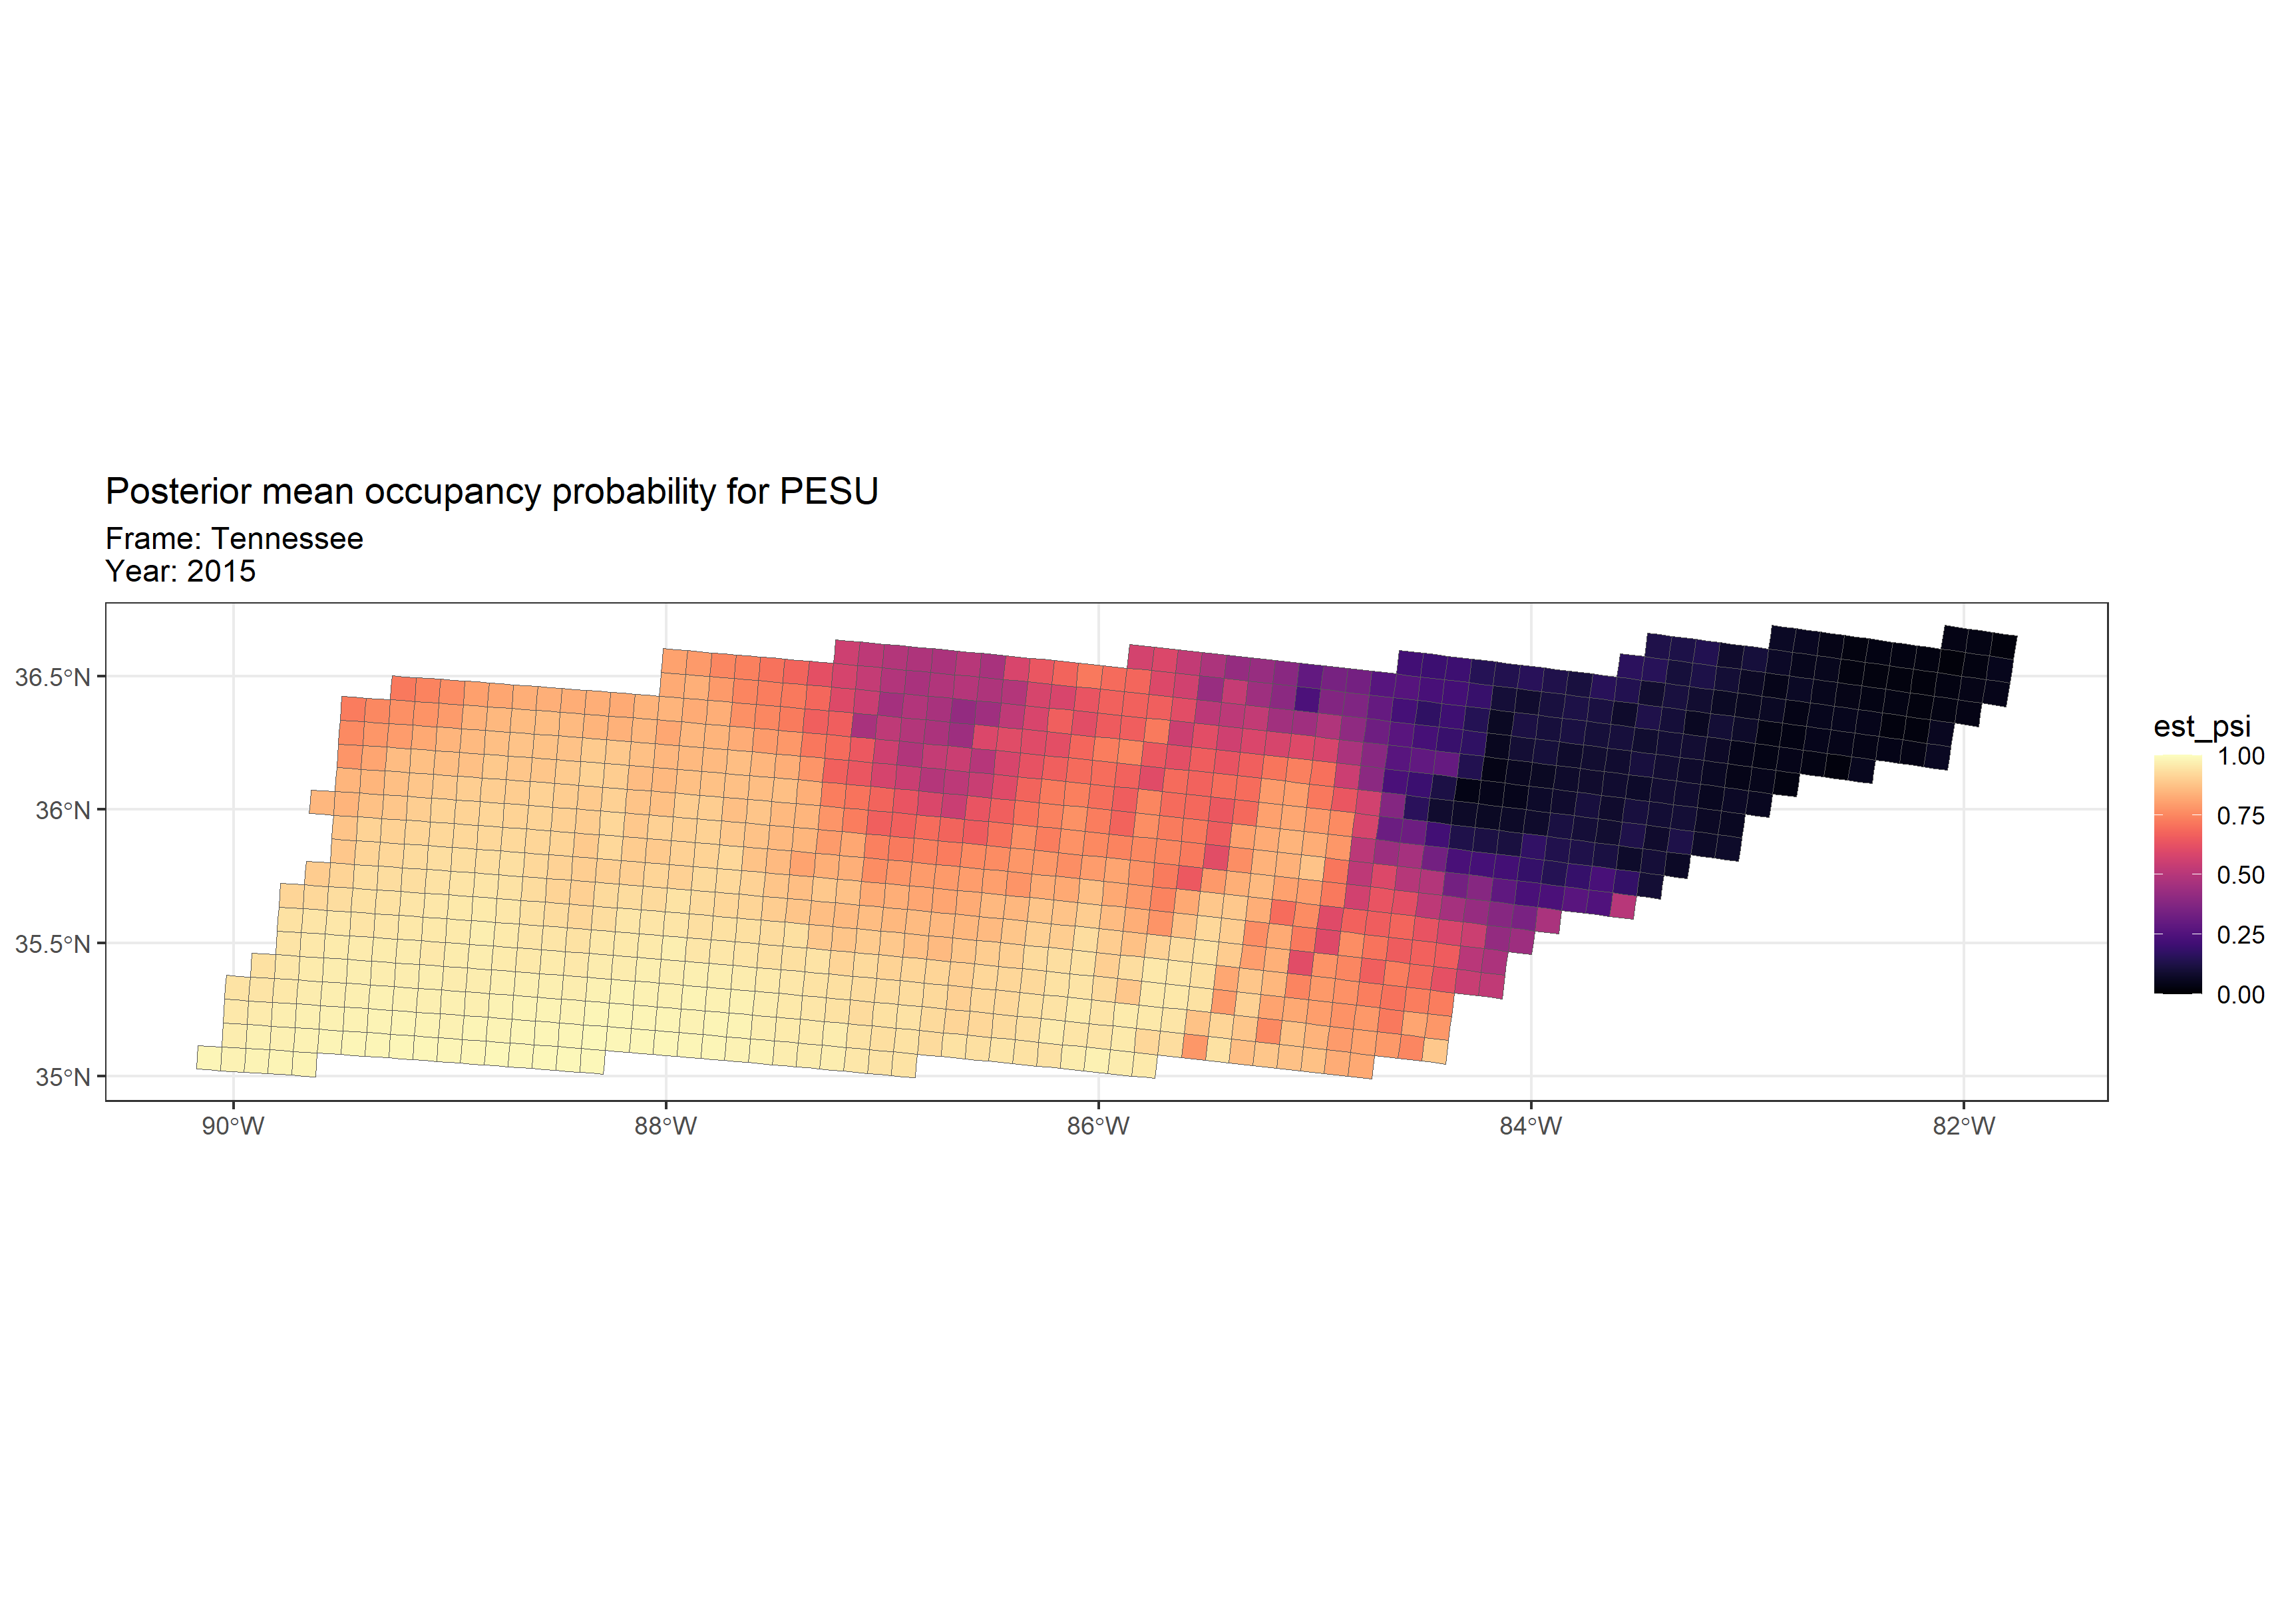 Posterior mean occupancy probability for PESU
Frame: Tennessee
Year: 2015
36.5°N
36°N
35.5°N
35°N
90°W
88°W
86°W
84°W
82°W
est_psi
1.00
0.75
0.50
0.25
0.00